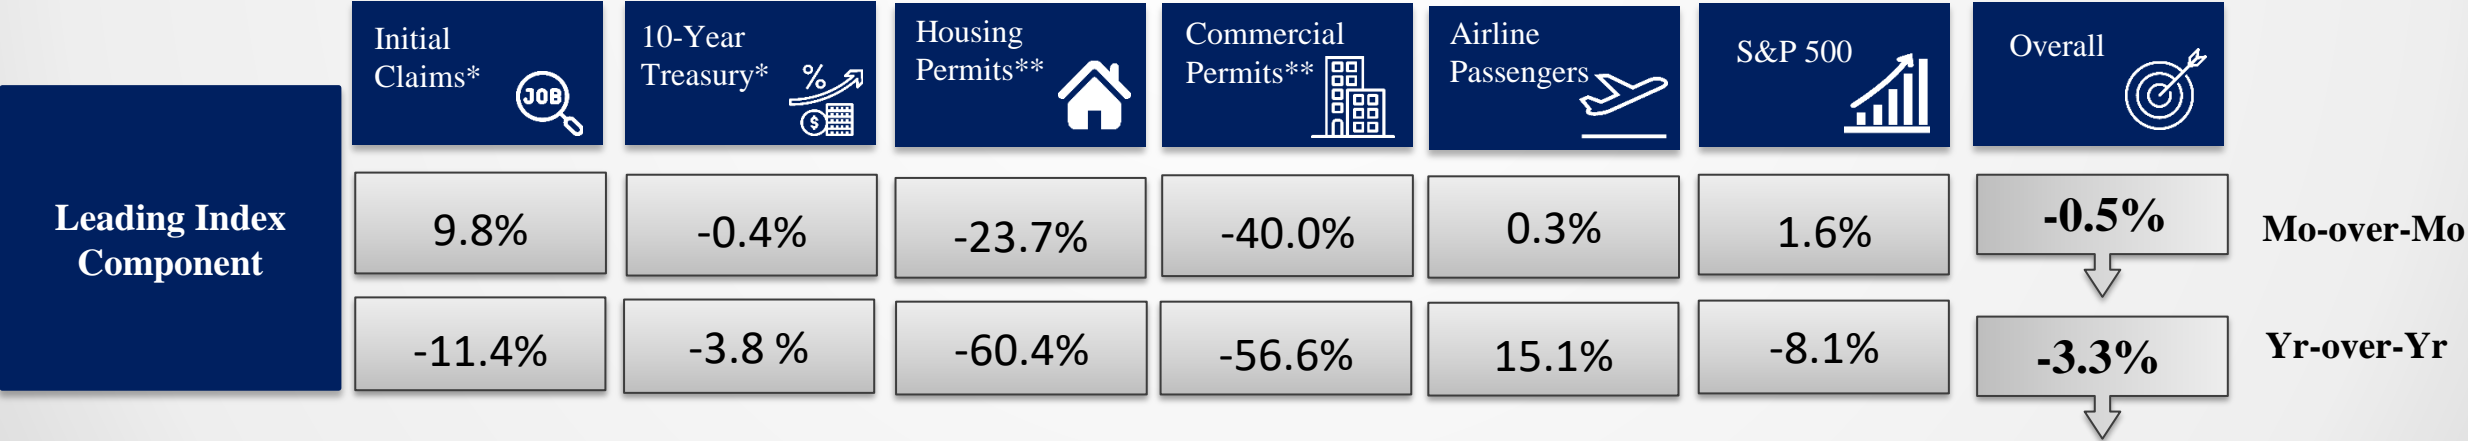 Initial
Claims*
JOB
10-Year
Treasury*
%
$
Housing
Permits**
Commercial
Permits**
Airline
Passengers
S&P 500
Overall
Leading Index
Component
9.8%
-0.4%
-23.7%
-40.0%
0.3%
1.6%
-0.5%
Mo-over-Mo
-11.4%
-3.8 %
-60.4%
-56.6%
15.1%
-8.1%
-3.3%
Yr-over-Yr